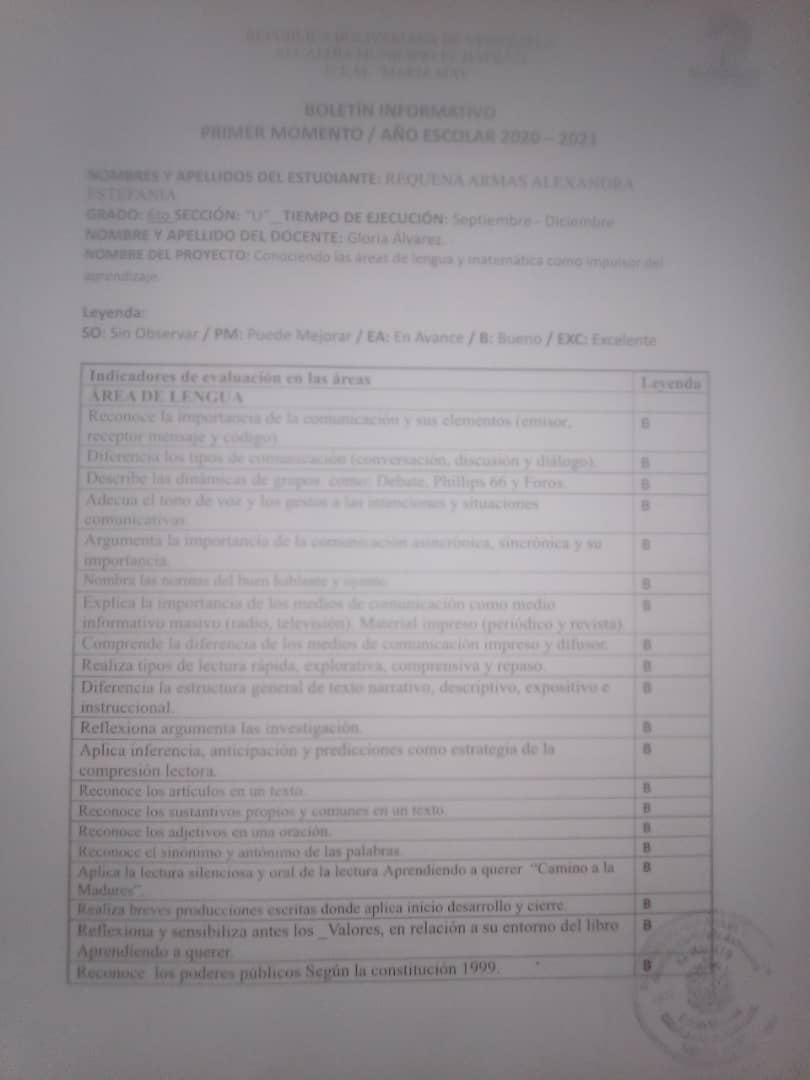 REPÚBLICA BOLIVARIANA DE VENEZUELA
ALCALDÍA MUNICIPIO EL HATILLO
U.E.M. "MARÍA MAY"
BOLETÍN INFORMATIVO
PRIMER MOMENTO / AÑO ESCOLAR 2020 – 2021
NOMBRES Y APELLIDOS DEL ESTUDIANTE: REQUENA ARMAS ALEXANDRA
ESTEFANIA
GRADO: 6to SECCIÓN: "U"_ TIEMPO DE EJECUCIÓN: Septiembre - Diciembre
NOMBRE Y APELLIDO DEL DOCENTE: Gloria Álvarez.
NOMBRE DEL PROYECTO: Conociendo las áreas de lengua y matemática como impulsor del
aprendizaje.
Leyenda:
SO: Sin Observar / PM: Puede Mejorar / EA: En Avance / B: Bueno / EXC: Excelente
Indicadores de evaluación en las áreas Leyenda
ÁREA DE LENGUA
Reconoce la importancia de la comunicación y sus elementos (emisor, B
receptor mensaje y código)
Diferencia los tipos de comunicación (conversación, discusión y diálogo). B
Describe las dinámicas de grupos como: Debate, Phillips 66 y Foros. B
Adecua el tono de voz y los gestos a las intenciones y situaciones B
comunicativas.
Argumenta la importancia de la comunicación asincrónica, sincrónica y su B
importancia.
Nombra las normas del buen hablante y oyente B
Explica la importancia de los medios de comunicación como medio B
informativo masivo (radio, televisión). Material impreso (periódico y revista)
Comprende la diferencia de los medios de comunicación impreso y difusor. B
Realiza tipos de lectura rápida, explorativa, comprensiva y repaso. B
Diferencia la estructura general de texto narrativo, descriptivo, expositivo e B
instruccional.
Reflexiona argumenta las investigación. B
Aplica inferencia, anticipación y predicciones como estrategia de la B
compresión lectora.
Reconoce los artículos en un texto. B
Reconoce los sustantivos propios y comunes en un texto. B
Reconoce los adjetivos en una oración. B
Reconoce el sinónimo y antónimo de las palabras. B
Aplica la lectura silenciosa y oral de la lectura Aprendiendo a querer "Camino a la B
Madures".
Realiza breves producciones escritas donde aplica inicio desarrollo y cierre. B
Reflexiona y sensibiliza antes los _Valores, en relación a su entorno del libro B
Aprendiendo a querer.
Reconoce los poderes públicos Según la constitución 1999. B